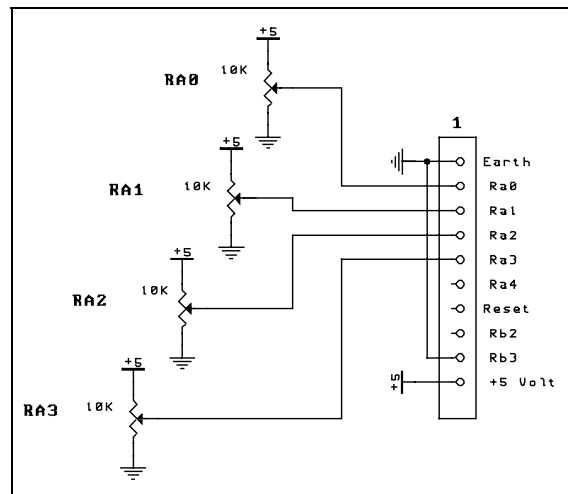 +5
10K
RA0
+5
10K
RA1
+5
10K
RA2
+5
10K
RA3
1
Earth
Ra0
Ra1
Ra2
Ra3
Ra4
Reset
Rb2
Rb3
+5 Volt
+5